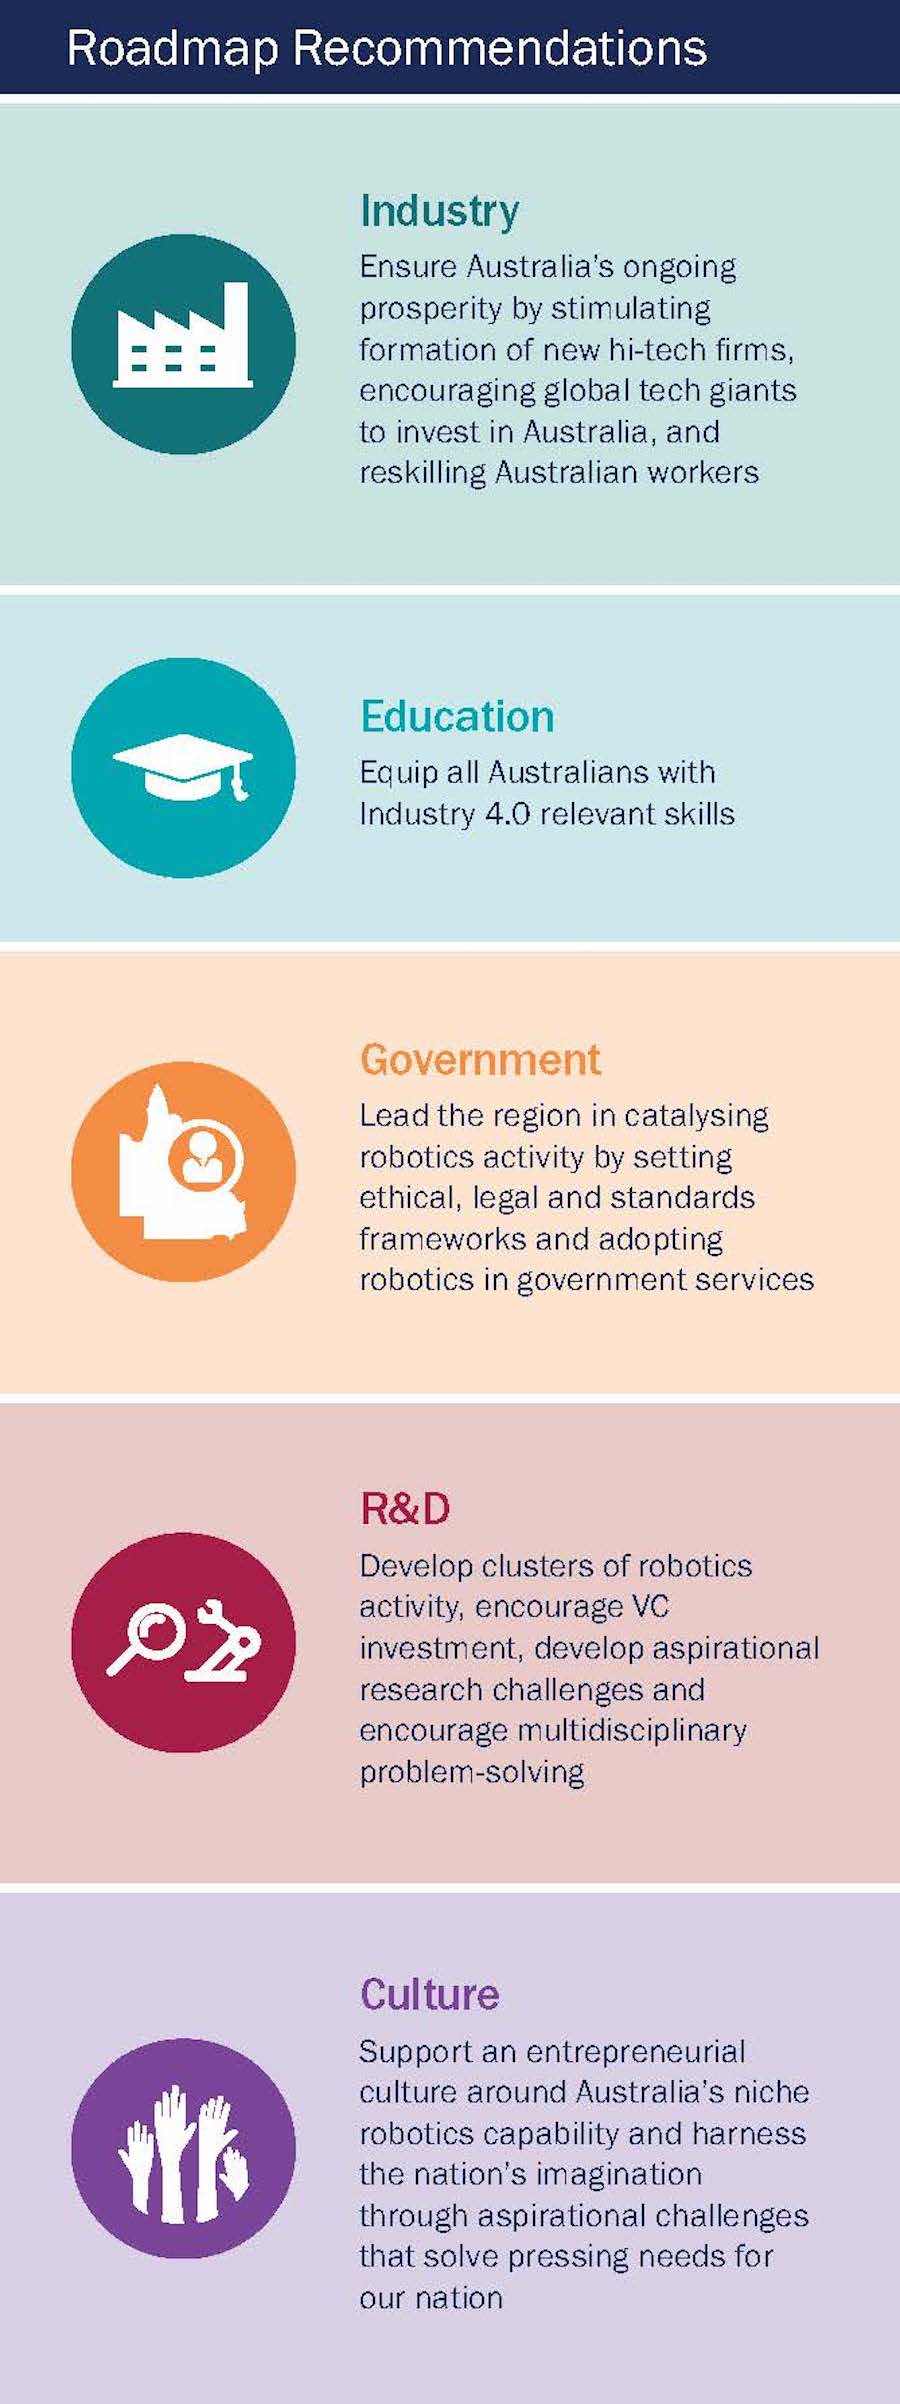 Roadmap Recommendations
Industry
Ensure Australia's ongoing
prosperity by stimulating
formation of new hi-tech firms,
encouraging global tech giants
to invest in Australia, and
reskilling Australian workers
Education
Equip all Australians with
Industry 4.0 relevant skills
Government
Lead the region in catalysing
robotics activity by setting
ethical, legal and standards
frameworks and adopting
robotics in government services
R&D
Develop clusters of robotics
activity, encourage VC
investment, develop aspirational
research challenges and
encourage multidisciplinary
problem-solving
Culture
Support an entrepreneurial
culture around Australia's niche
robotics capability and harness
the nation's imagination
through aspirational challenges
that solve pressing needs for
our nation